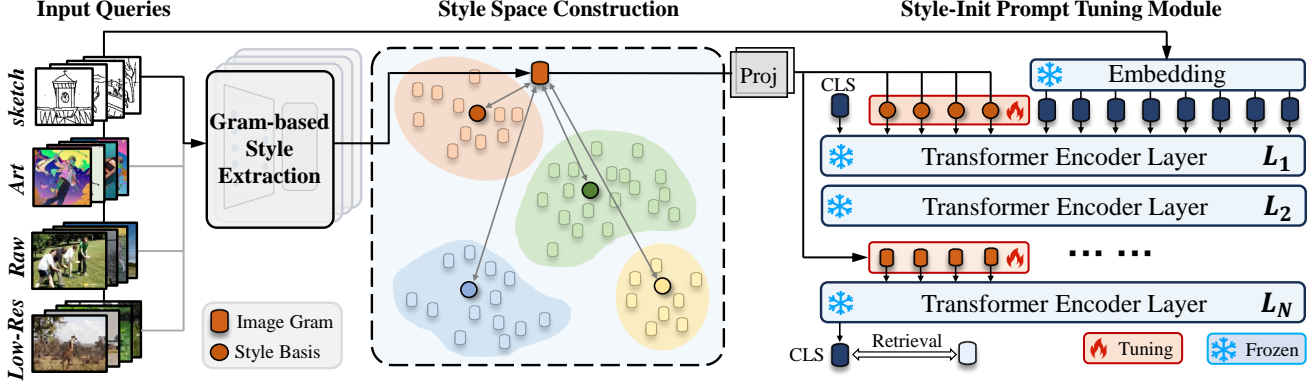 Input Queries
Style Space Construction
Style-Init Prompt Tuning Module
sketch
Art
Raw
Low-Res
Gram-based
Style
Extraction
Image Gram
Style Basis
Proj
CLS
Embedding
Transformer Encoder Layer L₁
Transformer Encoder Layer L₂
... ...
Transformer Encoder Layer L_N
CLS
Retrieval
Tuning
Frozen